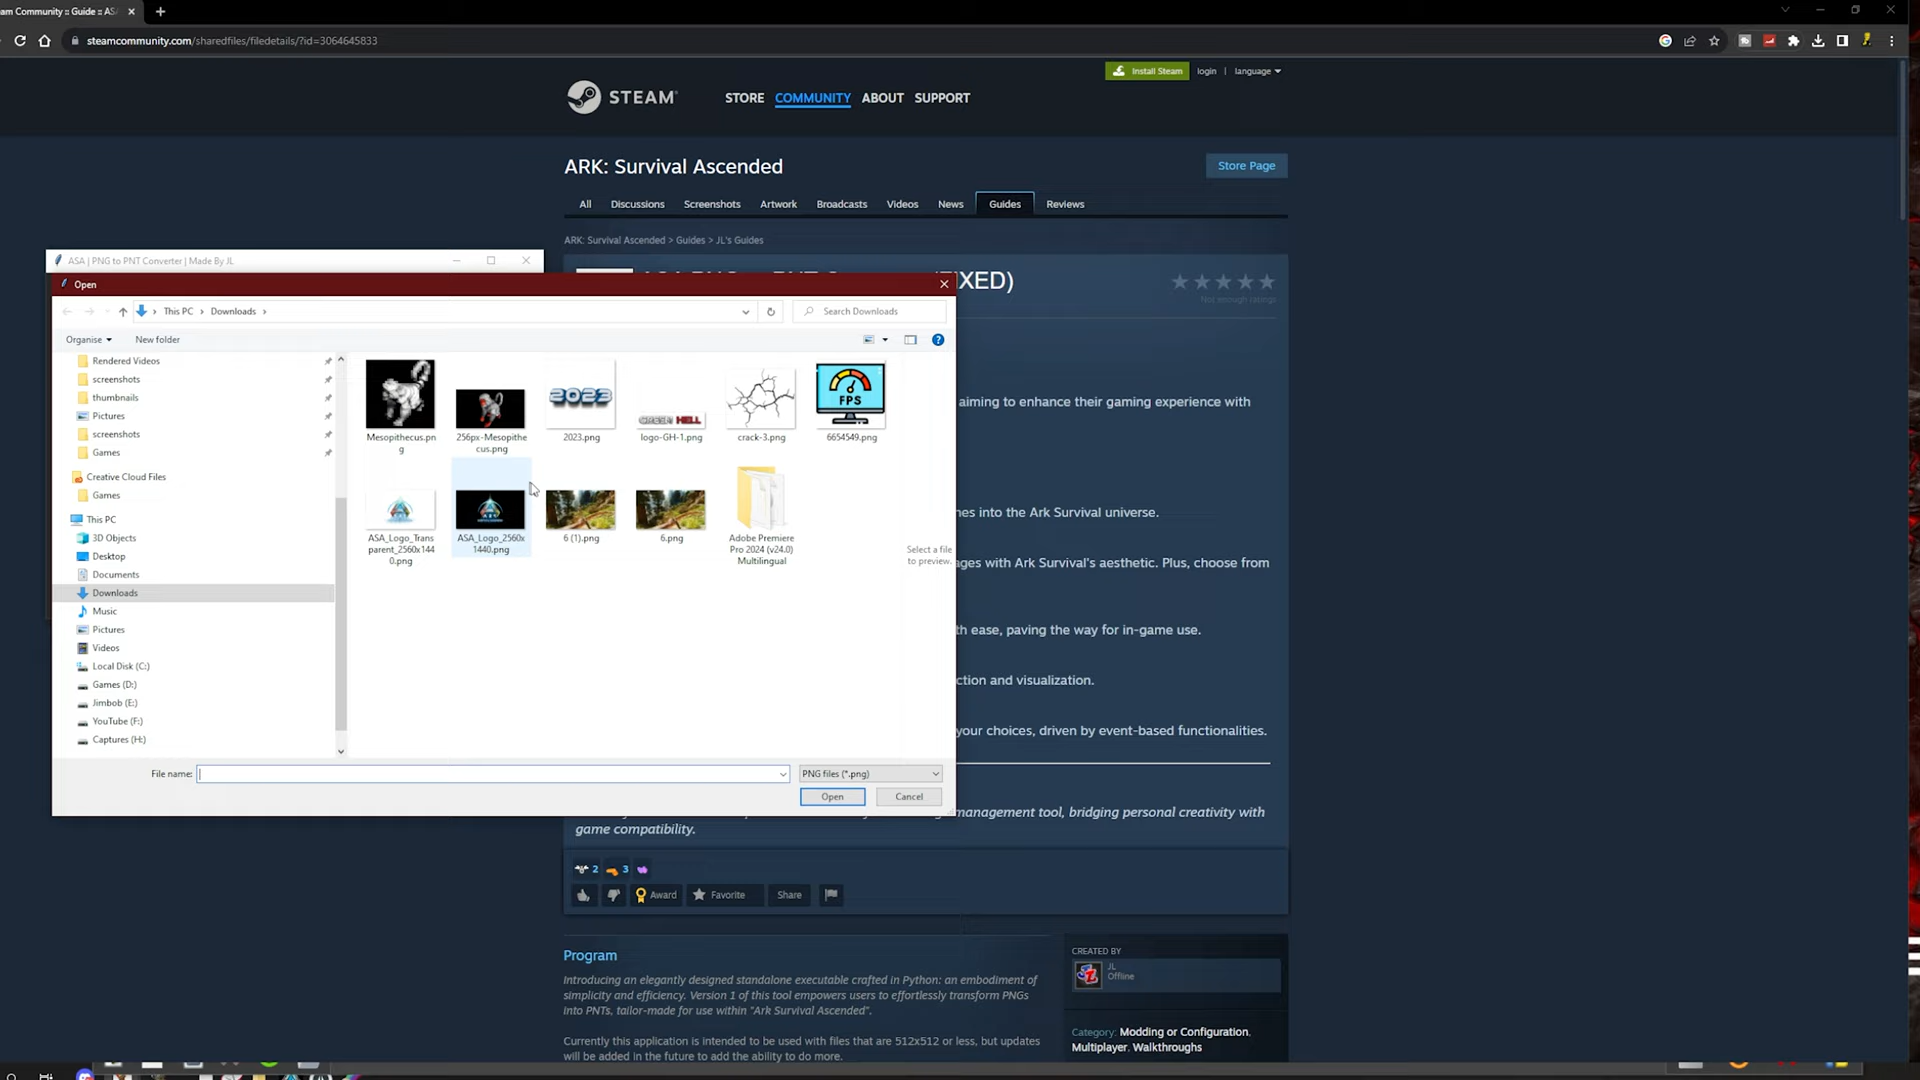 am Community :: Guide :: ASA
steamcommunity.com/sharedfiles/filedetails/?id=3064645833
Install Steam
login | language
STEAM
STORE COMMUNITY ABOUT SUPPORT
ARK: Survival Ascended
Store Page
All Discussions Screenshots Artwork Broadcasts Videos News Guides Reviews
ARK: Survival Ascended > Guides > JL's Guides
ASA | PNG to PNT Converter | Made By JL
IXED)
Not enough ratings
Open
This PC > Downloads >
Search Downloads
Organise
New folder
Rendered Videos
screenshots
thumbnails
Pictures
screenshots
Games
Creative Cloud Files
Games
This PC
3D Objects
Desktop
Documents
Downloads
Music
Pictures
Videos
Local Disk (C:)
Games (D:)
Jimbob (E:)
YouTube (F:)
Captures (H:)
2023
GREEN HELL
FPS
Mesopithecus.pn
g
256px-Mesopithe
cus.png
2023.png
logo-GH-1.png
crack-3.png
6654549.png
ASA_Logo_Trans
parent_2560x144
0.png
ASA_Logo_2560x
1440.png
6 (1).png
6.png
Adobe Premiere
Pro 2024 (v24.0)
Multilingual
Select a file
to preview.
File name:
PNG files (*.png)
Open
Cancel
aiming to enhance their gaming experience with
nes into the Ark Survival universe.
ages with Ark Survival's aesthetic. Plus, choose from
th ease, paving the way for in-game use.
ction and visualization.
your choices, driven by event-based functionalities.
management tool, bridging personal creativity with
game compatibility.
2 3
Award
Favorite
Share
Program
Introducing an elegantly designed standalone executable crafted in Python: an embodiment of
simplicity and efficiency. Version 1 of this tool empowers users to effortlessly transform PNGs
into PNTs, tailor-made for use within "Ark Survival Ascended".
Currently this application is intended to be used with files that are 512x512 or less, but updates
will be added in the future to add the ability to do more.
CREATED BY
JL
Offline
Category: Modding or Configuration,
Multiplayer, Walkthroughs